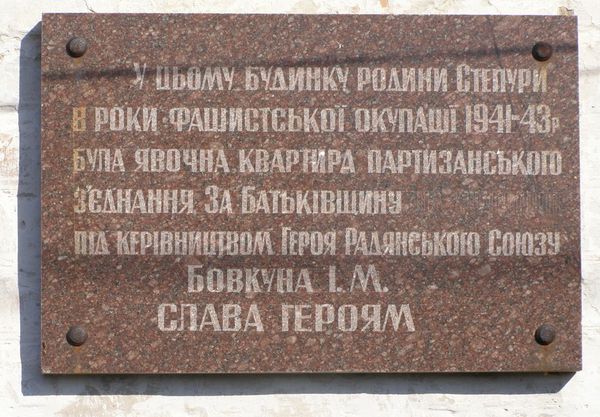 У цьому будинку родини Степури
в роки фашистської окупації 1941-43р
була явочна квартира партизанського
з'єднання За Батьківщину
під керівництвом Героя Радянського Союзу
Бовкуна І.М.
Слава героям